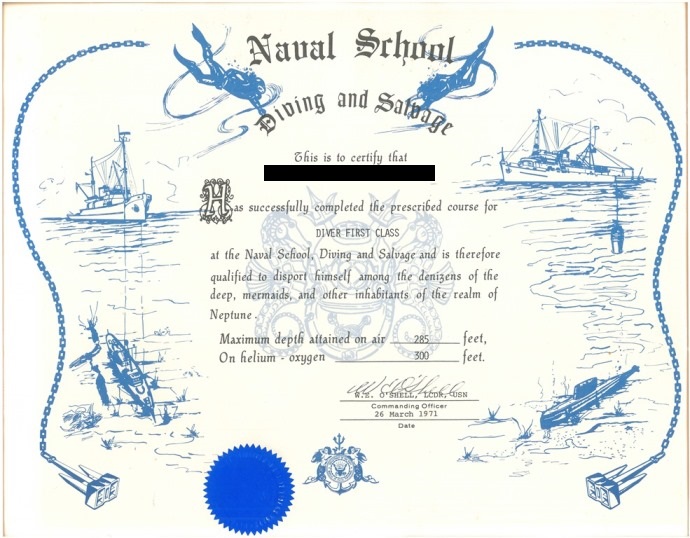 Naval School
Diving and Salvage
This is to certify that
Has successfully completed the prescribed course for
DIVER FIRST CLASS
at the Naval School, Diving and Salvage and is therefore
qualified to disport himself among the denizens of the
deep, mermaids, and other inhabitants of the realm of
Neptune.
Maximum depth attained on air 285 feet,
On helium - oxygen 300 feet.
W.E. O'SHELL, LCDR, USN
Commanding Officer
26 March 1971
Date